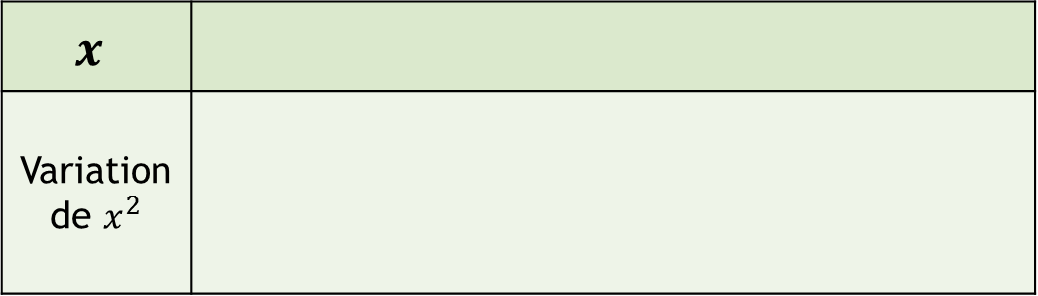 x
Variation
de x²